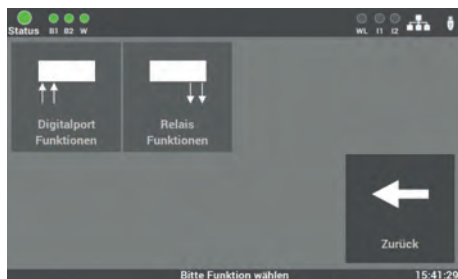 Status B1 B2 W WL I1 I2
Digitalport
Funktionen
Relais
Funktionen
Zurück
Bitte Funktion wählen 15:41:29